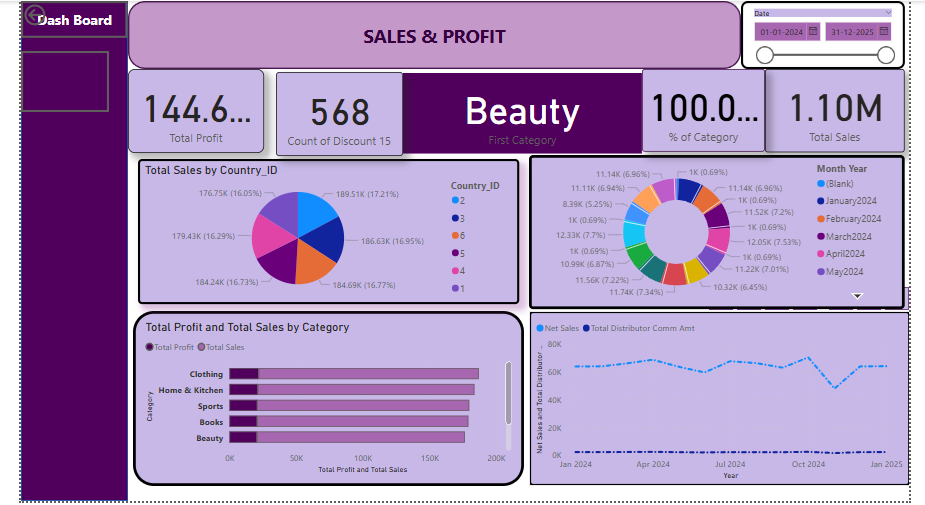 Dash Board
SALES & PROFIT
Date
01-01-2024
31-12-2025
144.6...
Total Profit
568
Count of Discount 15
Beauty
First Category
100.0...
% of Category
1.10M
Total Sales
Total Sales by Country_ID
176.75K (16.05%)
189.51K (17.21%)
179.43K (16.29%)
186.63K (16.95%)
184.24K (16.73%)
184.69K (16.77%)
Country_ID
2
3
6
5
4
1
11.14K (6.96%)
1K (0.69%)
11.11K (6.94%)
11.14K (6.96%)
8.39K (5.25%)
1K (0.69%)
1K (0.69%)
11.52K (7.2%)
12.33K (7.7%)
1K (0.69%)
1K (0.69%)
12.05K (7.53%)
10.99K (6.87%)
1K (0.69%)
11.56K (7.22%)
11.22K (7.01%)
11.74K (7.34%)
10.32K (6.45%)
Month Year
(Blank)
January2024
February2024
March2024
April2024
May2024
Total Profit and Total Sales by Category
Total Profit
Total Sales
Category
Clothing
Home & Kitchen
Sports
Books
Beauty
0K
50K
100K
150K
200K
Total Profit and Total Sales
Net Sales
Total Distributor Comm Amt
Net Sales and Total Distributor ...
80K
60K
40K
20K
0K
Jan 2024
Apr 2024
Jul 2024
Oct 2024
Jan 2025
Year